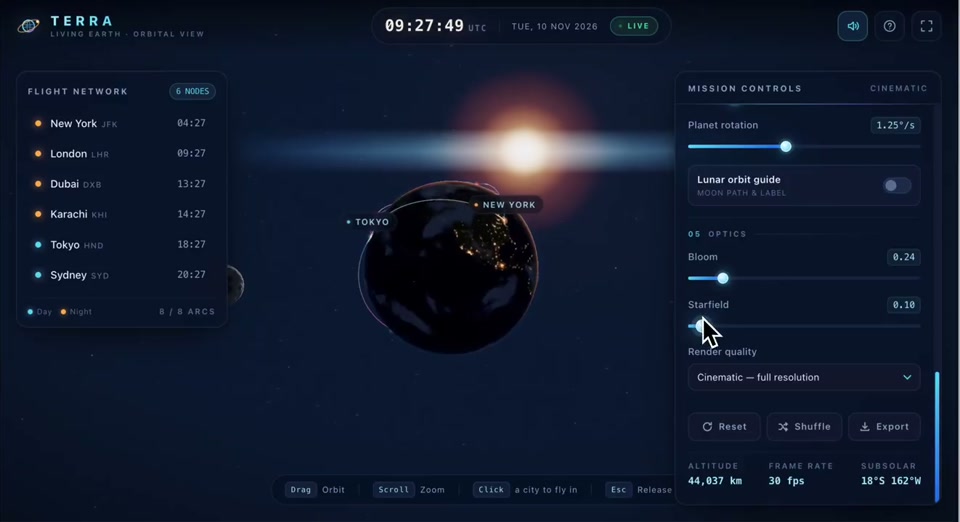 TERRA
LIVING EARTH · ORBITAL VIEW
09:27:49 UTC
TUE, 10 NOV 2026
LIVE
FLIGHT NETWORK
6 NODES
New York JFK 04:27
London LHR 09:27
Dubai DXB 13:27
Karachi KHI 14:27
Tokyo HND 18:27
Sydney SYD 20:27
Day Night 8 / 8 ARCS
TOKYO
NEW YORK
MISSION CONTROLS CINEMATIC
Planet rotation 1.25°/s
Lunar orbit guide
MOON PATH & LABEL
05 OPTICS
Bloom 0.24
Starfield 0.10
Render quality
Cinematic — full resolution
Reset Shuffle Export
ALTITUDE FRAME RATE SUBSOLAR
44,037 km 30 fps 18°S 162°W
Drag Orbit Scroll Zoom Click a city to fly in Esc Release